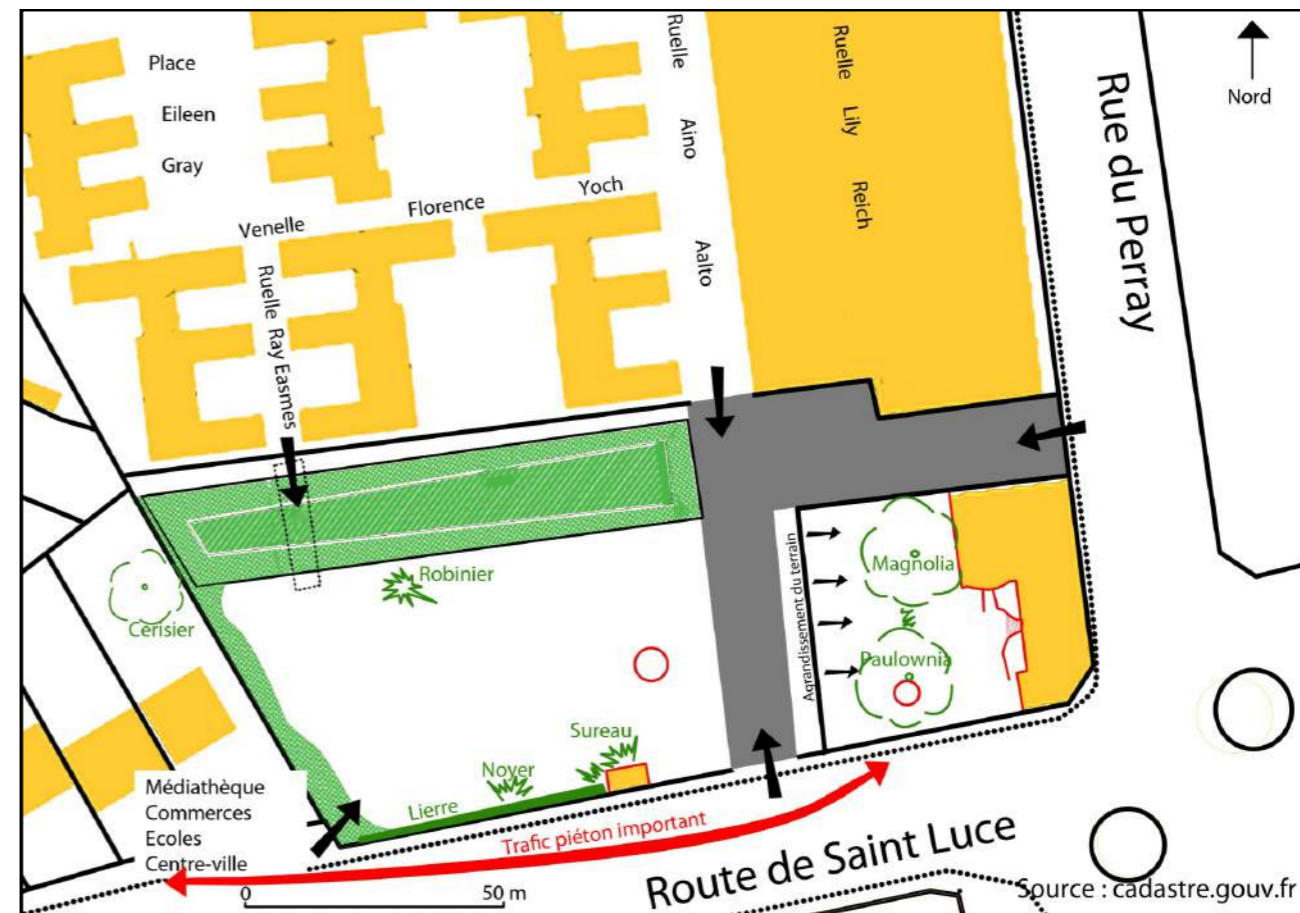 Place
Eileen
Gray
Ruelle
Aino
Aalto
Ruelle
Lily
Reich
Rue du Perray
Nord
Venelle
Florence
Yoch
Ruelle Ray Easmes
Robinier
Cerisier
Agrandissement du terrain
Magnolia
Paulownia
Sureau
Noyer
Lierre
Médiathèque
Commerces
Ecoles
Centre-ville
Trafic piéton important
Route de Saint Luce
0 50 m
Source : cadastre.gouv.fr